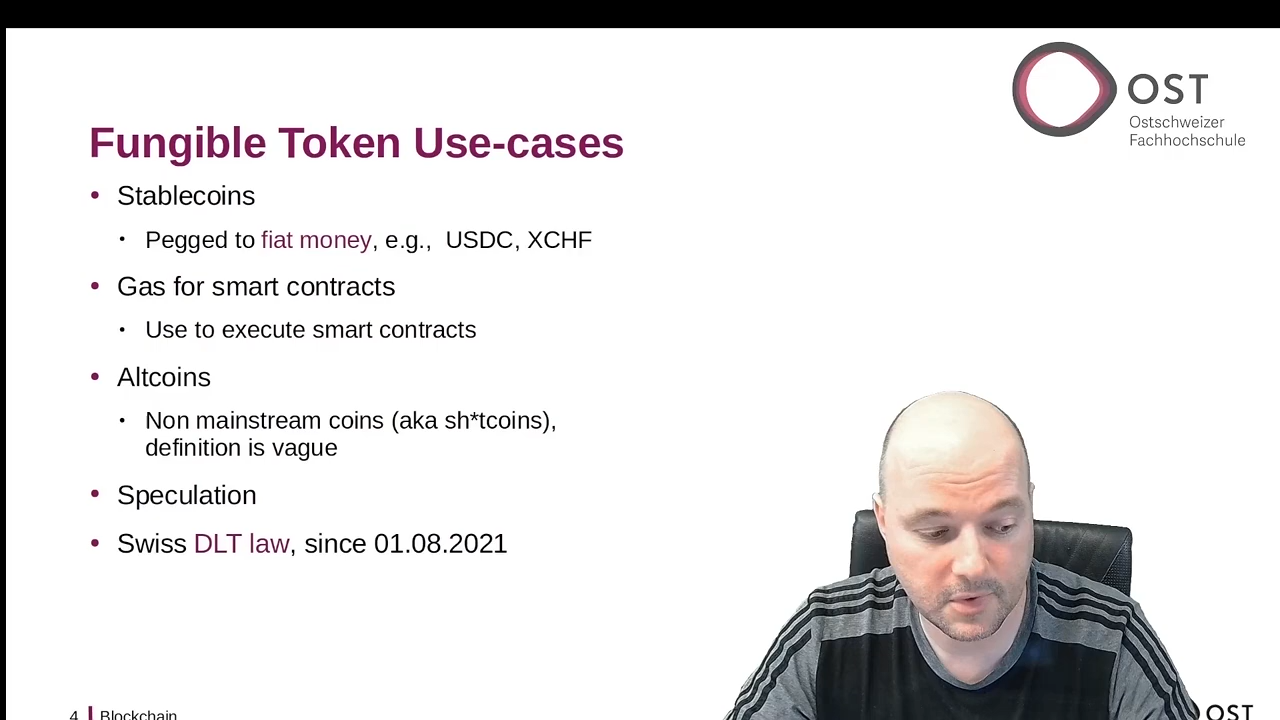 OST
Ostschweizer
Fachhochschule
Fungible Token Use-cases
• Stablecoins
• Pegged to fiat money, e.g.,  USDC, XCHF
• Gas for smart contracts
• Use to execute smart contracts
• Altcoins
• Non mainstream coins (aka sh*tcoins),
definition is vague
• Speculation
• Swiss DLT law, since 01.08.2021
4 Blockchain
OST